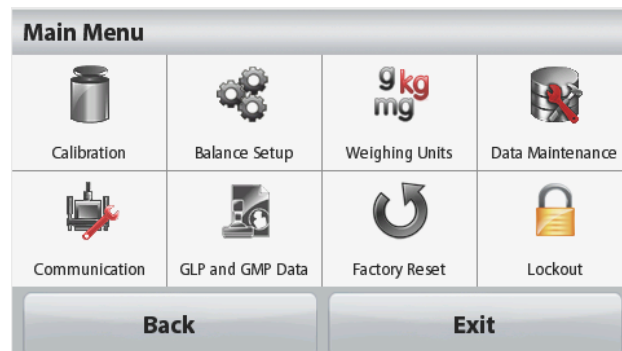 Main Menu
g kg
mg
Calibration
Balance Setup
Weighing Units
Data Maintenance
Communication
GLP and GMP Data
Factory Reset
Lockout
Back
Exit